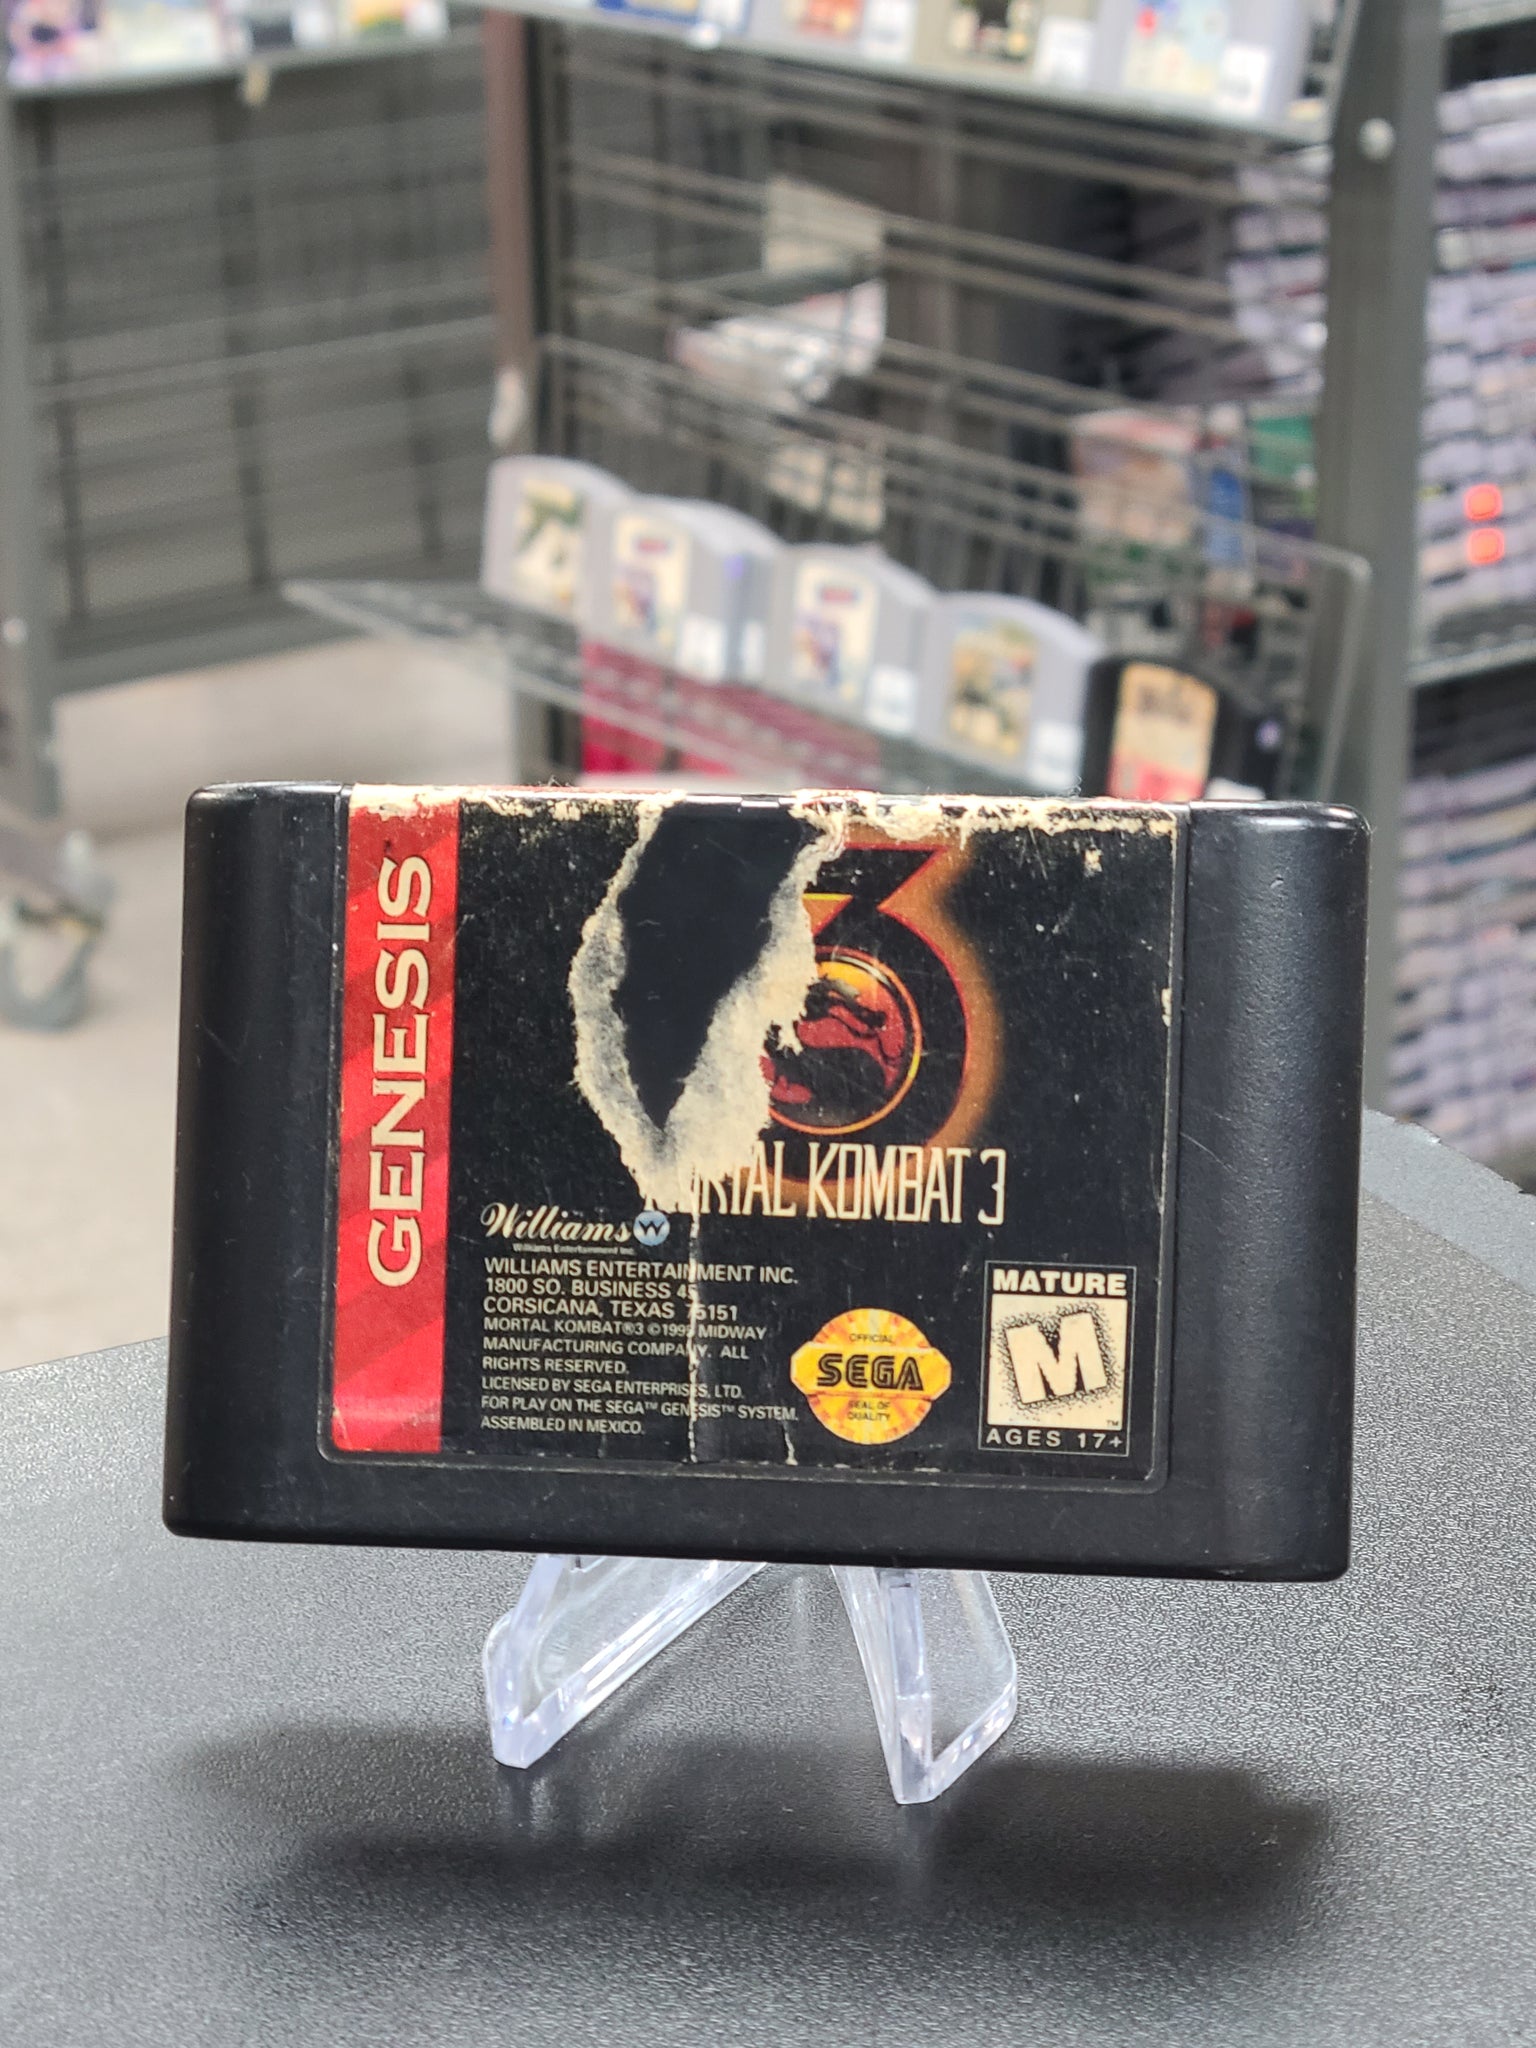 GENESIS
3
MORTAL KOMBAT 3
Williams W
Williams Entertainment Inc.
WILLIAMS ENTERTAINMENT INC.
1800 SO. BUSINESS 45
CORSICANA, TEXAS 75151
MORTAL KOMBAT®3 ©1995 MIDWAY
MANUFACTURING COMPANY. ALL
RIGHTS RESERVED.
LICENSED BY SEGA ENTERPRISES, LTD.
FOR PLAY ON THE SEGA™ GENESIS™ SYSTEM.
ASSEMBLED IN MEXICO.
OFFICIAL
SEGA
SEAL OF
QUALITY
MATURE
M
™
AGES 17+